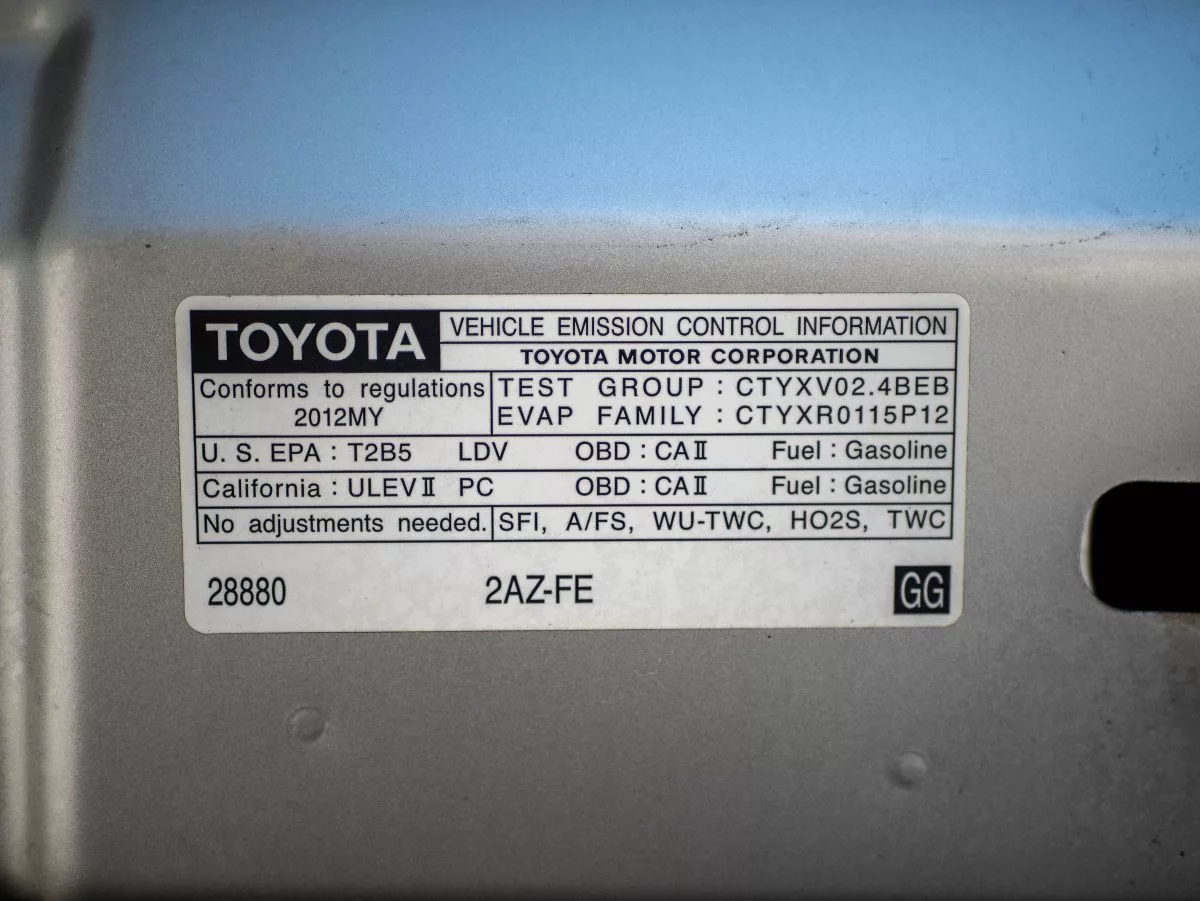 TOYOTA VEHICLE EMISSION CONTROL INFORMATION
TOYOTA MOTOR CORPORATION
Conforms to regulations TEST GROUP : CTYXV02.4BEB
2012MY EVAP FAMILY : CTYXR0115P12
U. S. EPA : T2B5 LDV OBD : CAⅡ Fuel : Gasoline
California : ULEVⅡ PC OBD : CAⅡ Fuel : Gasoline
No adjustments needed. SFI, A/FS, WU-TWC, HO2S, TWC
28880 2AZ-FE GG